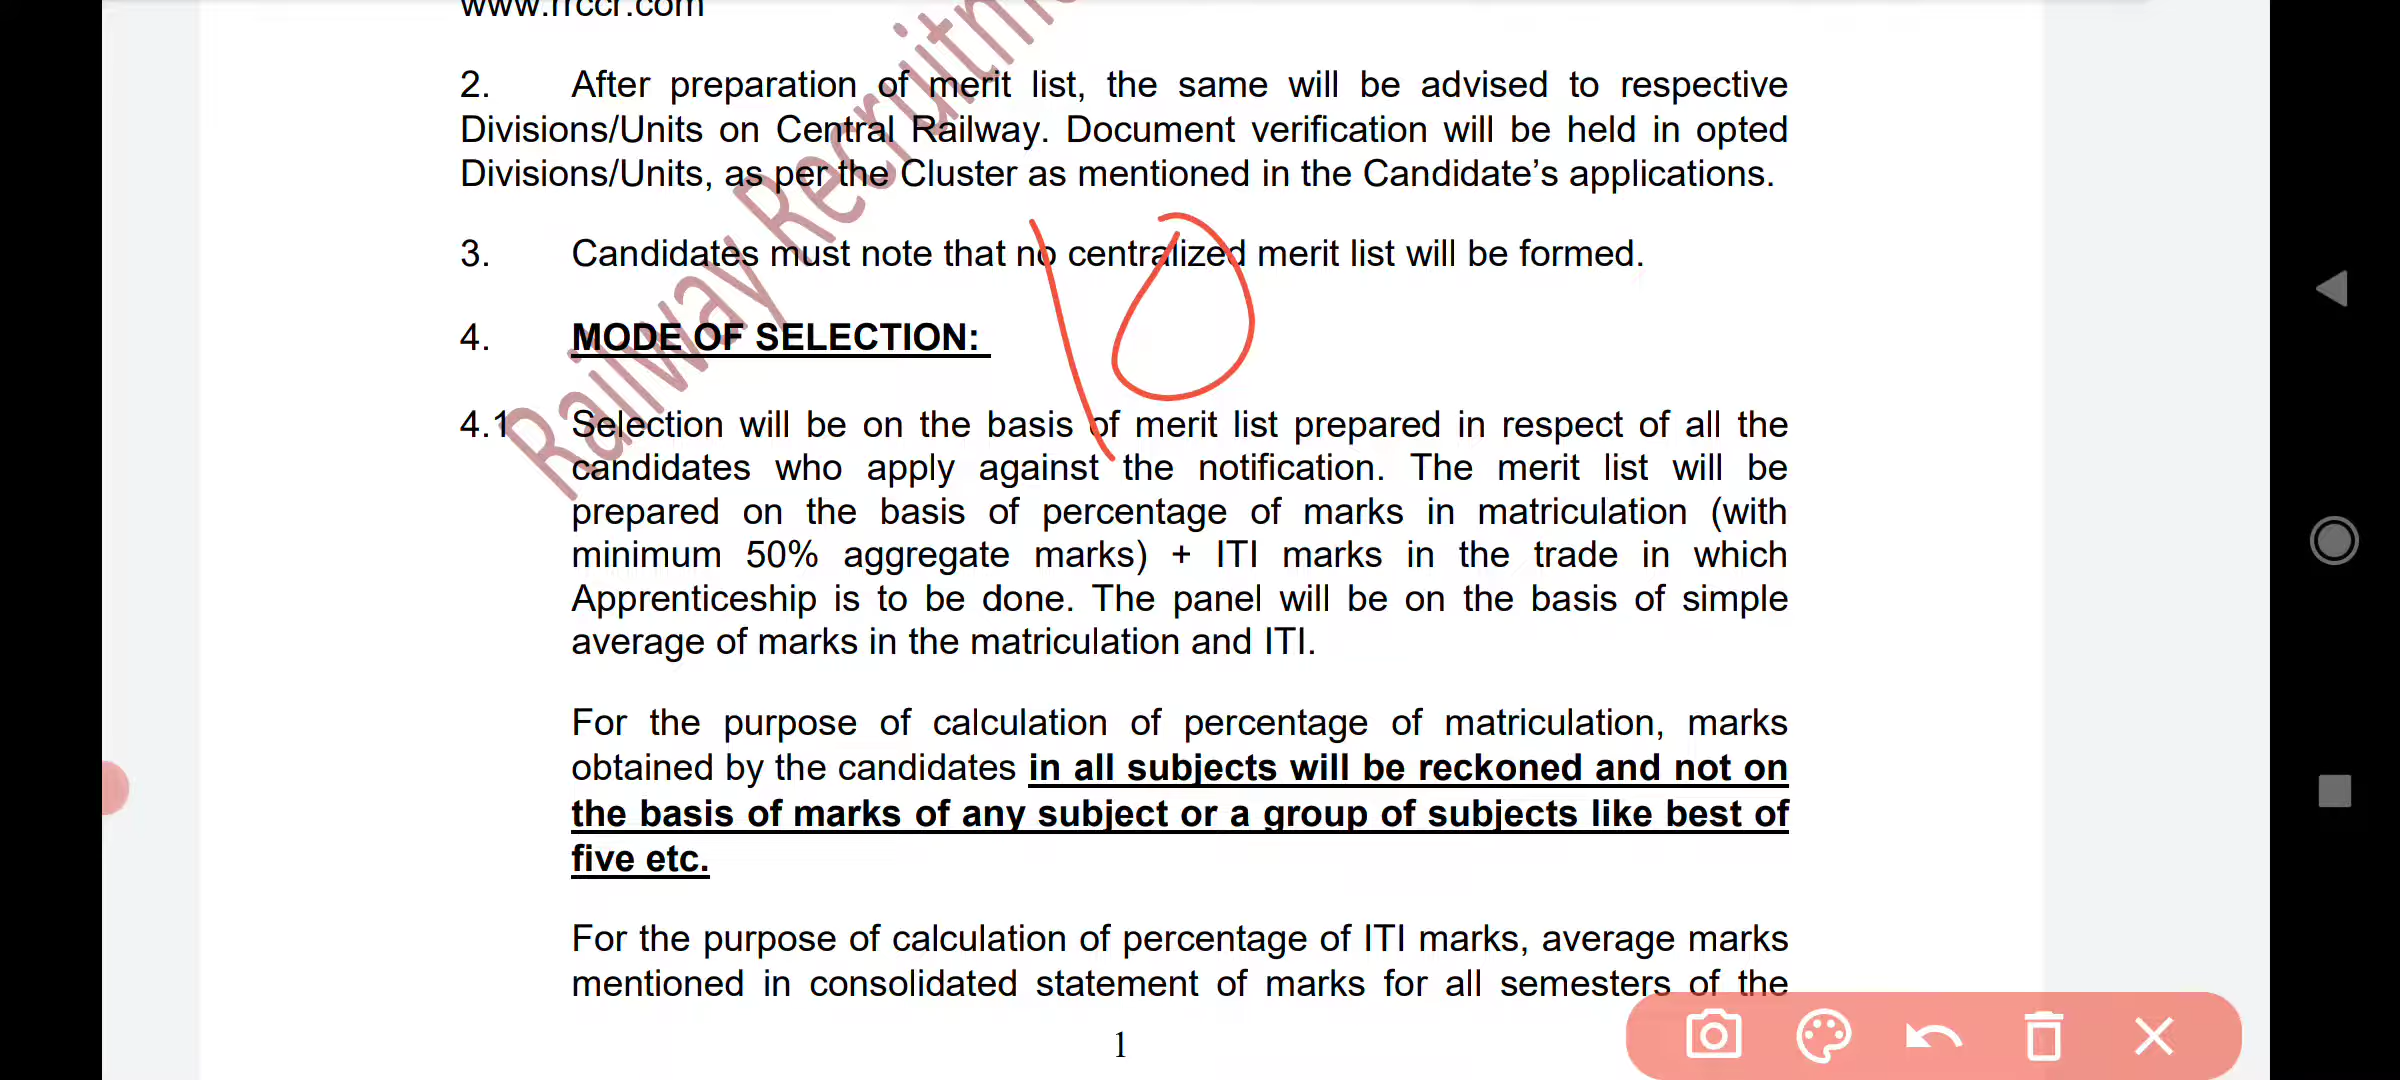 www.rrccr.com
2. After preparation of merit list, the same will be advised to respective
Divisions/Units on Central Railway. Document verification will be held in opted
Divisions/Units, as per the Cluster as mentioned in the Candidate’s applications.
3. Candidates must note that no centralized merit list will be formed.
4. MODE OF SELECTION:
10
4.1 Selection will be on the basis of merit list prepared in respect of all the
candidates who apply against the notification. The merit list will be
prepared on the basis of percentage of marks in matriculation (with
minimum 50% aggregate marks) + ITI marks in the trade in which
Apprenticeship is to be done. The panel will be on the basis of simple
average of marks in the matriculation and ITI.
For the purpose of calculation of percentage of matriculation, marks
obtained by the candidates in all subjects will be reckoned and not on
the basis of marks of any subject or a group of subjects like best of
five etc.
For the purpose of calculation of percentage of ITI marks, average marks
mentioned in consolidated statement of marks for all semesters of the
1
Railway Recruitm